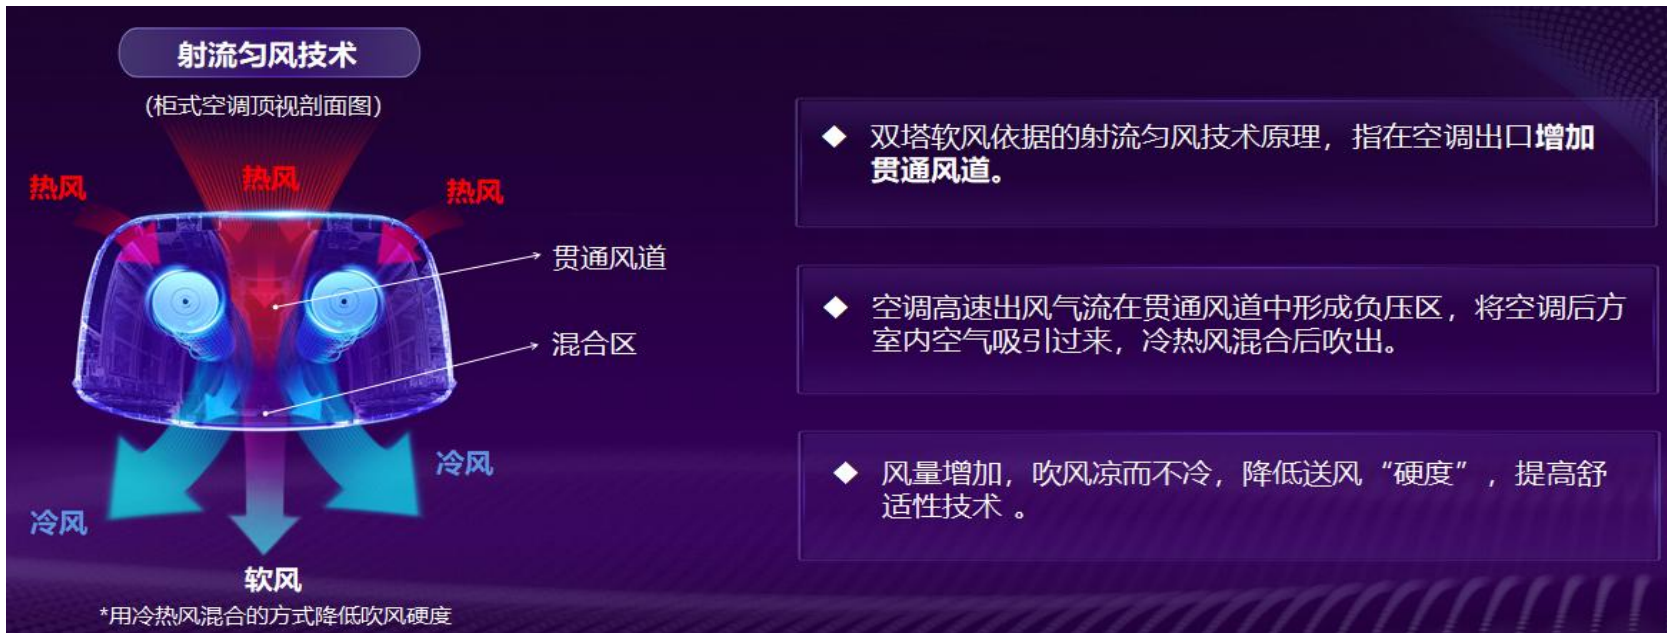 射流匀风技术
(柜式空调顶视剖面图)
热风
热风
热风
贯通风道
混合区
冷风
冷风
软风
*用冷热风混合的方式降低吹风硬度
◆ 双塔软风依据的射流匀风技术原理，指在空调出口增加
贯通风道。
◆ 空调高速出风气流在贯通风道中形成负压区，将空调后方
室内空气吸引过来，冷热风混合后吹出。
◆ 风量增加，吹风凉而不冷，降低送风“硬度”，提高舒
适性技术 。